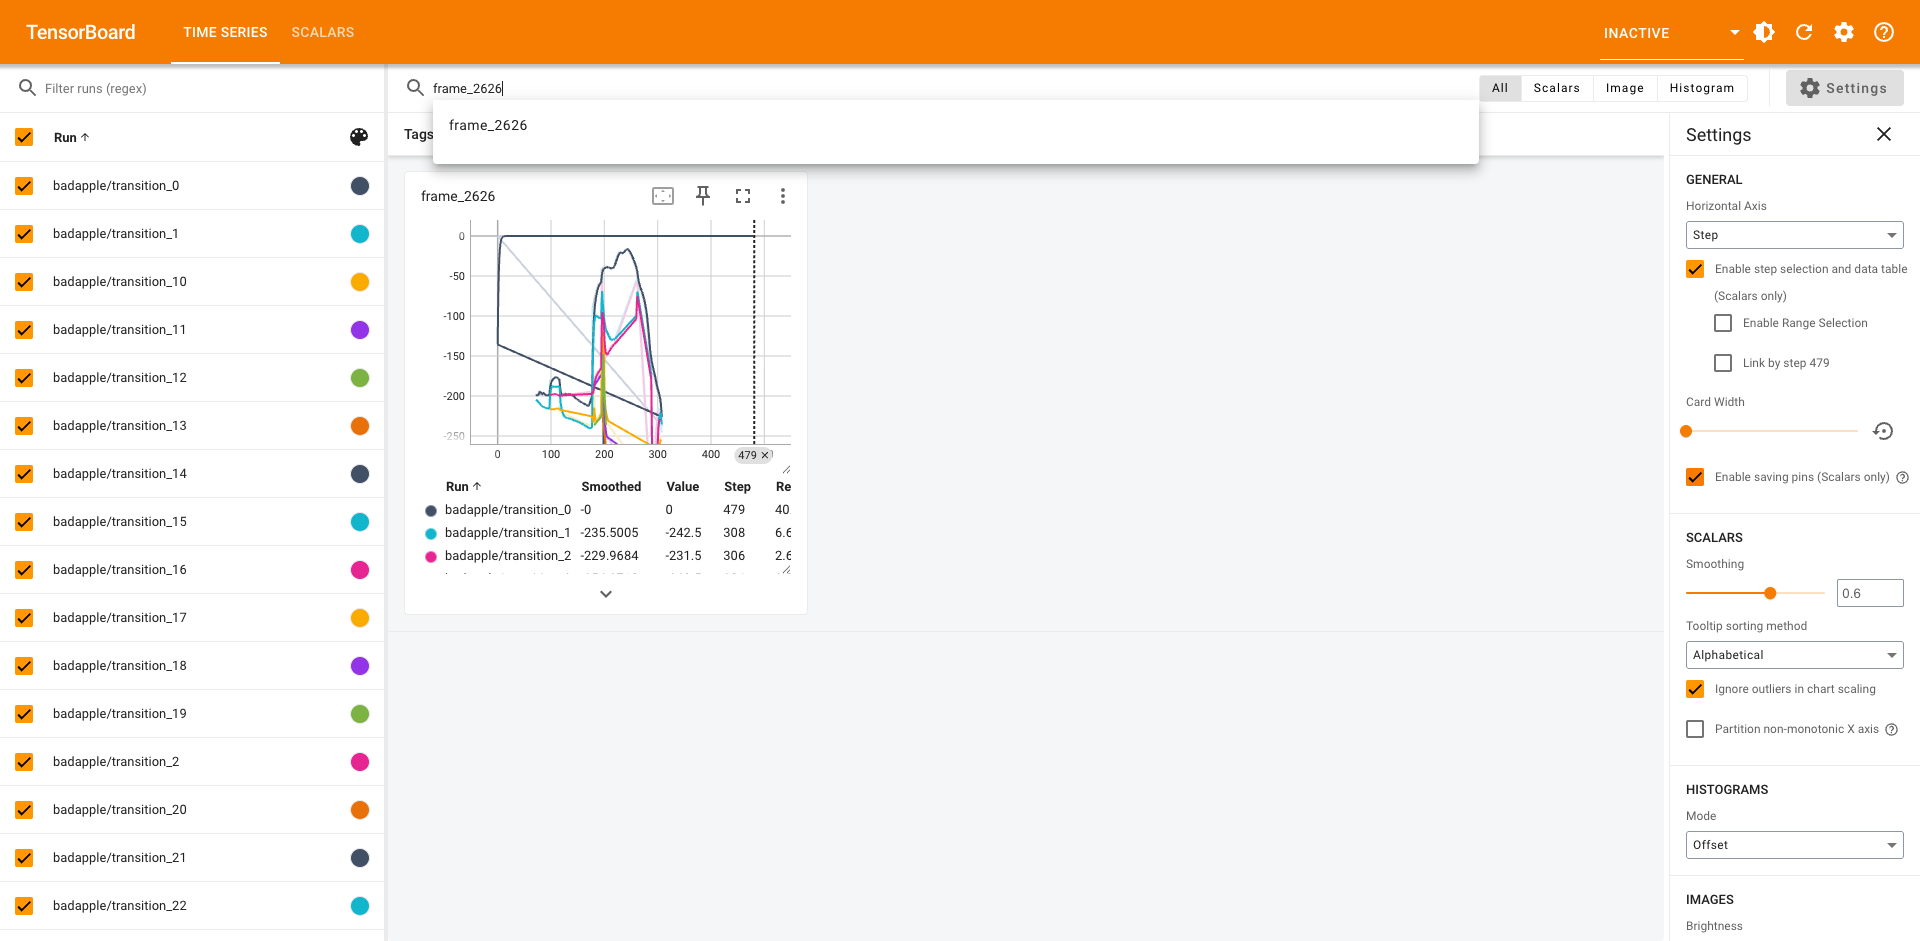 TensorBoard TIME SERIES SCALARS INACTIVE
Filter runs (regex)
frame_2626
All Scalars Image Histogram
Settings
frame_2626
Tags
Run
badapple/transition_0
badapple/transition_1
badapple/transition_10
badapple/transition_11
badapple/transition_12
badapple/transition_13
badapple/transition_14
badapple/transition_15
badapple/transition_16
badapple/transition_17
badapple/transition_18
badapple/transition_19
badapple/transition_2
badapple/transition_20
badapple/transition_21
badapple/transition_22
frame_2626
0
-50
-100
-150
-200
-250
0 100 200 300 400 479
Run Smoothed Value Step Re
badapple/transition_0 -0 0 479 40.
badapple/transition_1 -235.5005 -242.5 308 6.6
badapple/transition_2 -229.9684 -231.5 306 2.6
Settings
GENERAL
Horizontal Axis
Step
Enable step selection and data table
(Scalars only)
Enable Range Selection
Link by step 479
Card Width
Enable saving pins (Scalars only)
SCALARS
Smoothing
0.6
Tooltip sorting method
Alphabetical
Ignore outliers in chart scaling
Partition non-monotonic X axis
HISTOGRAMS
Mode
Offset
IMAGES
Brightness